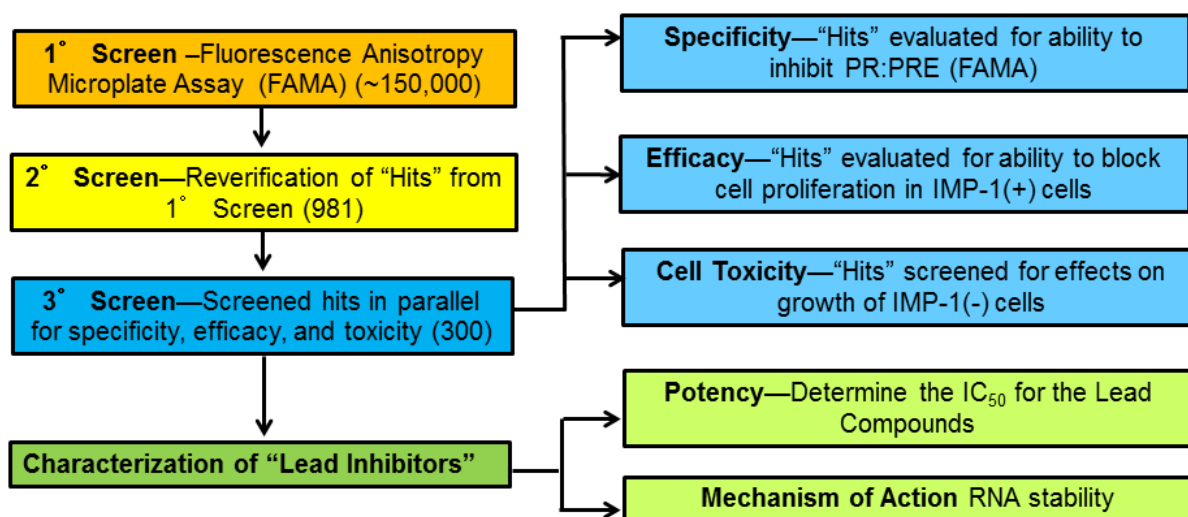 1° Screen –Fluorescence Anisotropy
Microplate Assay (FAMA) (~150,000)
2° Screen—Reverification of “Hits” from
1° Screen (981)
3° Screen—Screened hits in parallel
for specificity, efficacy, and toxicity (300)
Characterization of “Lead Inhibitors”
Specificity—“Hits” evaluated for ability to
inhibit PR:PRE (FAMA)
Efficacy—“Hits” evaluated for ability to block
cell proliferation in IMP-1(+) cells
Cell Toxicity—“Hits” screened for effects on
growth of IMP-1(-) cells
Potency—Determine the IC₅₀ for the Lead
Compounds
Mechanism of Action RNA stability